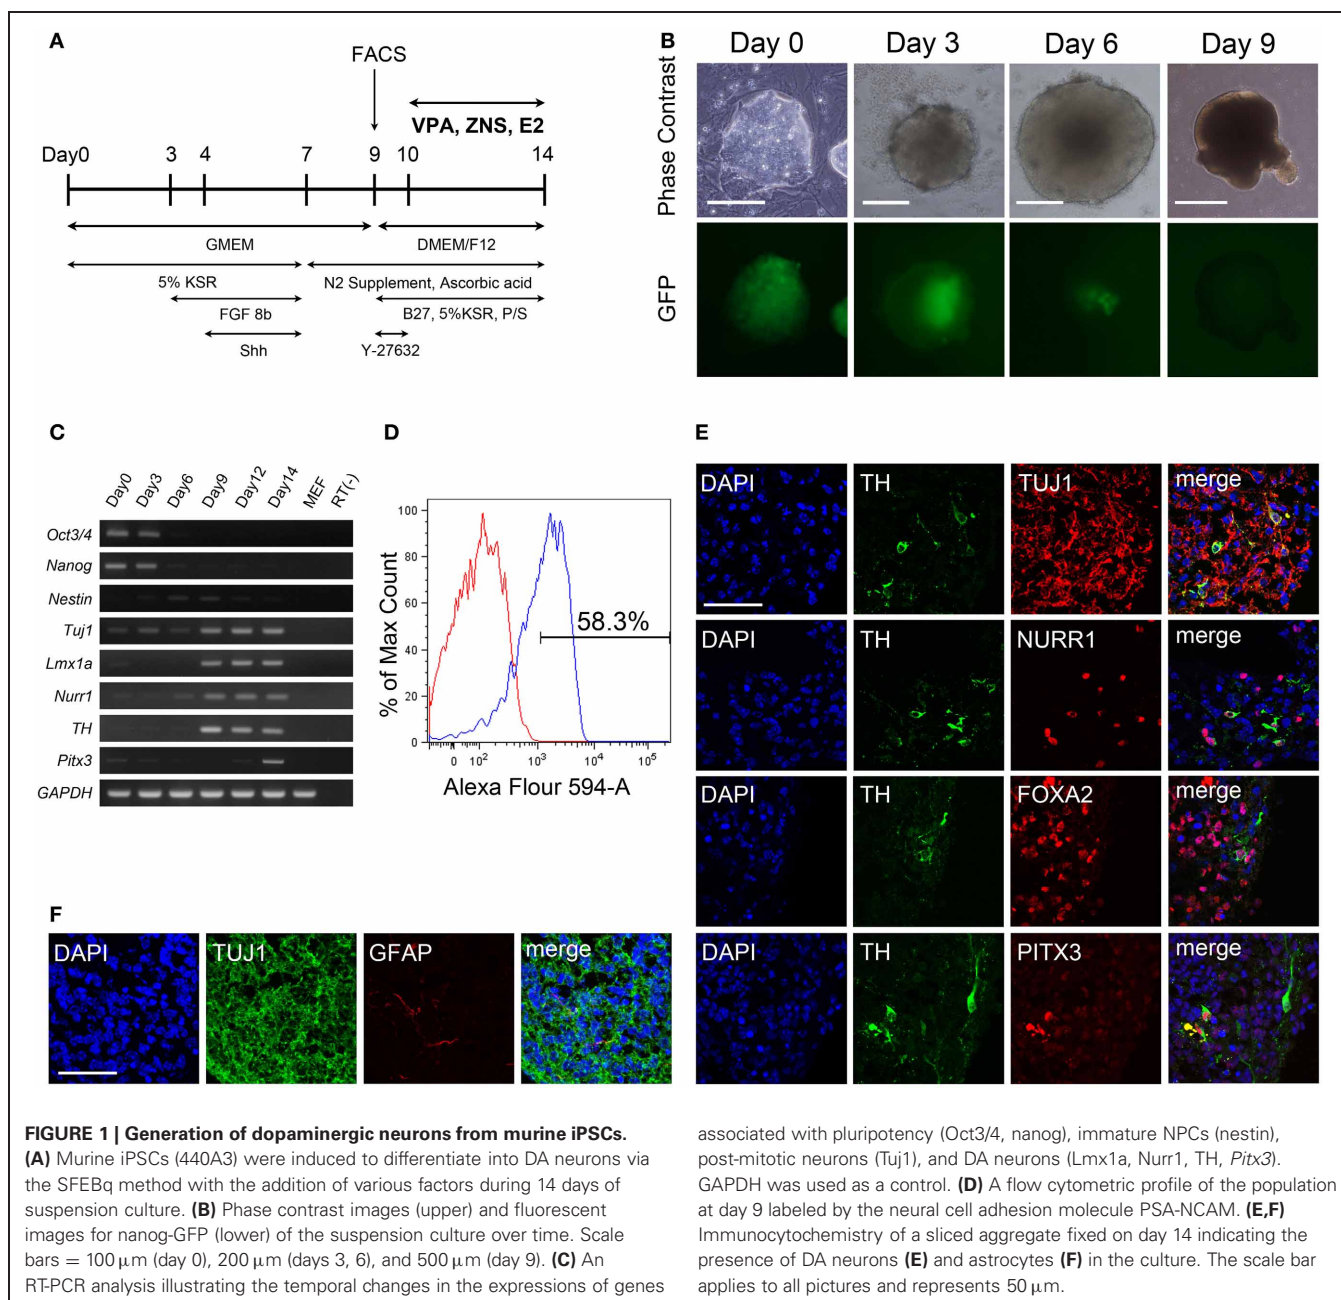 A
FACS
VPA, ZNS, E2
Day0 3 4 7 9 10 14
GMEM DMEM/F12
5% KSR N2 Supplement, Ascorbic acid
FGF 8b B27, 5%KSR, P/S
Shh Y-27632
B
Day 0 Day 3 Day 6 Day 9
Phase Contrast
GFP
C
Day0 Day3 Day6 Day9 Day12 Day14 MEF RT(-)
Oct3/4
Nanog
Nestin
Tuj1
Lmx1a
Nurr1
TH
Pitx3
GAPDH
D
% of Max Count
100
80
60
40
20
0
58.3%
0 10² 10³ 10⁴ 10⁵
Alexa Flour 594-A
E
DAPI TH TUJ1 merge
DAPI TH NURR1 merge
DAPI TH FOXA2 merge
DAPI TH PITX3 merge
F
DAPI TUJ1 GFAP merge
FIGURE 1 | Generation of dopaminergic neurons from murine iPSCs.
(A) Murine iPSCs (440A3) were induced to differentiate into DA neurons via
the SFEBq method with the addition of various factors during 14 days of
suspension culture. (B) Phase contrast images (upper) and fluorescent
images for nanog-GFP (lower) of the suspension culture over time. Scale
bars = 100 μm (day 0), 200 μm (days 3, 6), and 500 μm (day 9). (C) An
RT-PCR analysis illustrating the temporal changes in the expressions of genes
associated with pluripotency (Oct3/4, nanog), immature NPCs (nestin),
post-mitotic neurons (Tuj1), and DA neurons (Lmx1a, Nurr1, TH, Pitx3).
GAPDH was used as a control. (D) A flow cytometric profile of the population
at day 9 labeled by the neural cell adhesion molecule PSA-NCAM. (E,F)
Immunocytochemistry of a sliced aggregate fixed on day 14 indicating the
presence of DA neurons (E) and astrocytes (F) in the culture. The scale bar
applies to all pictures and represents 50 μm.